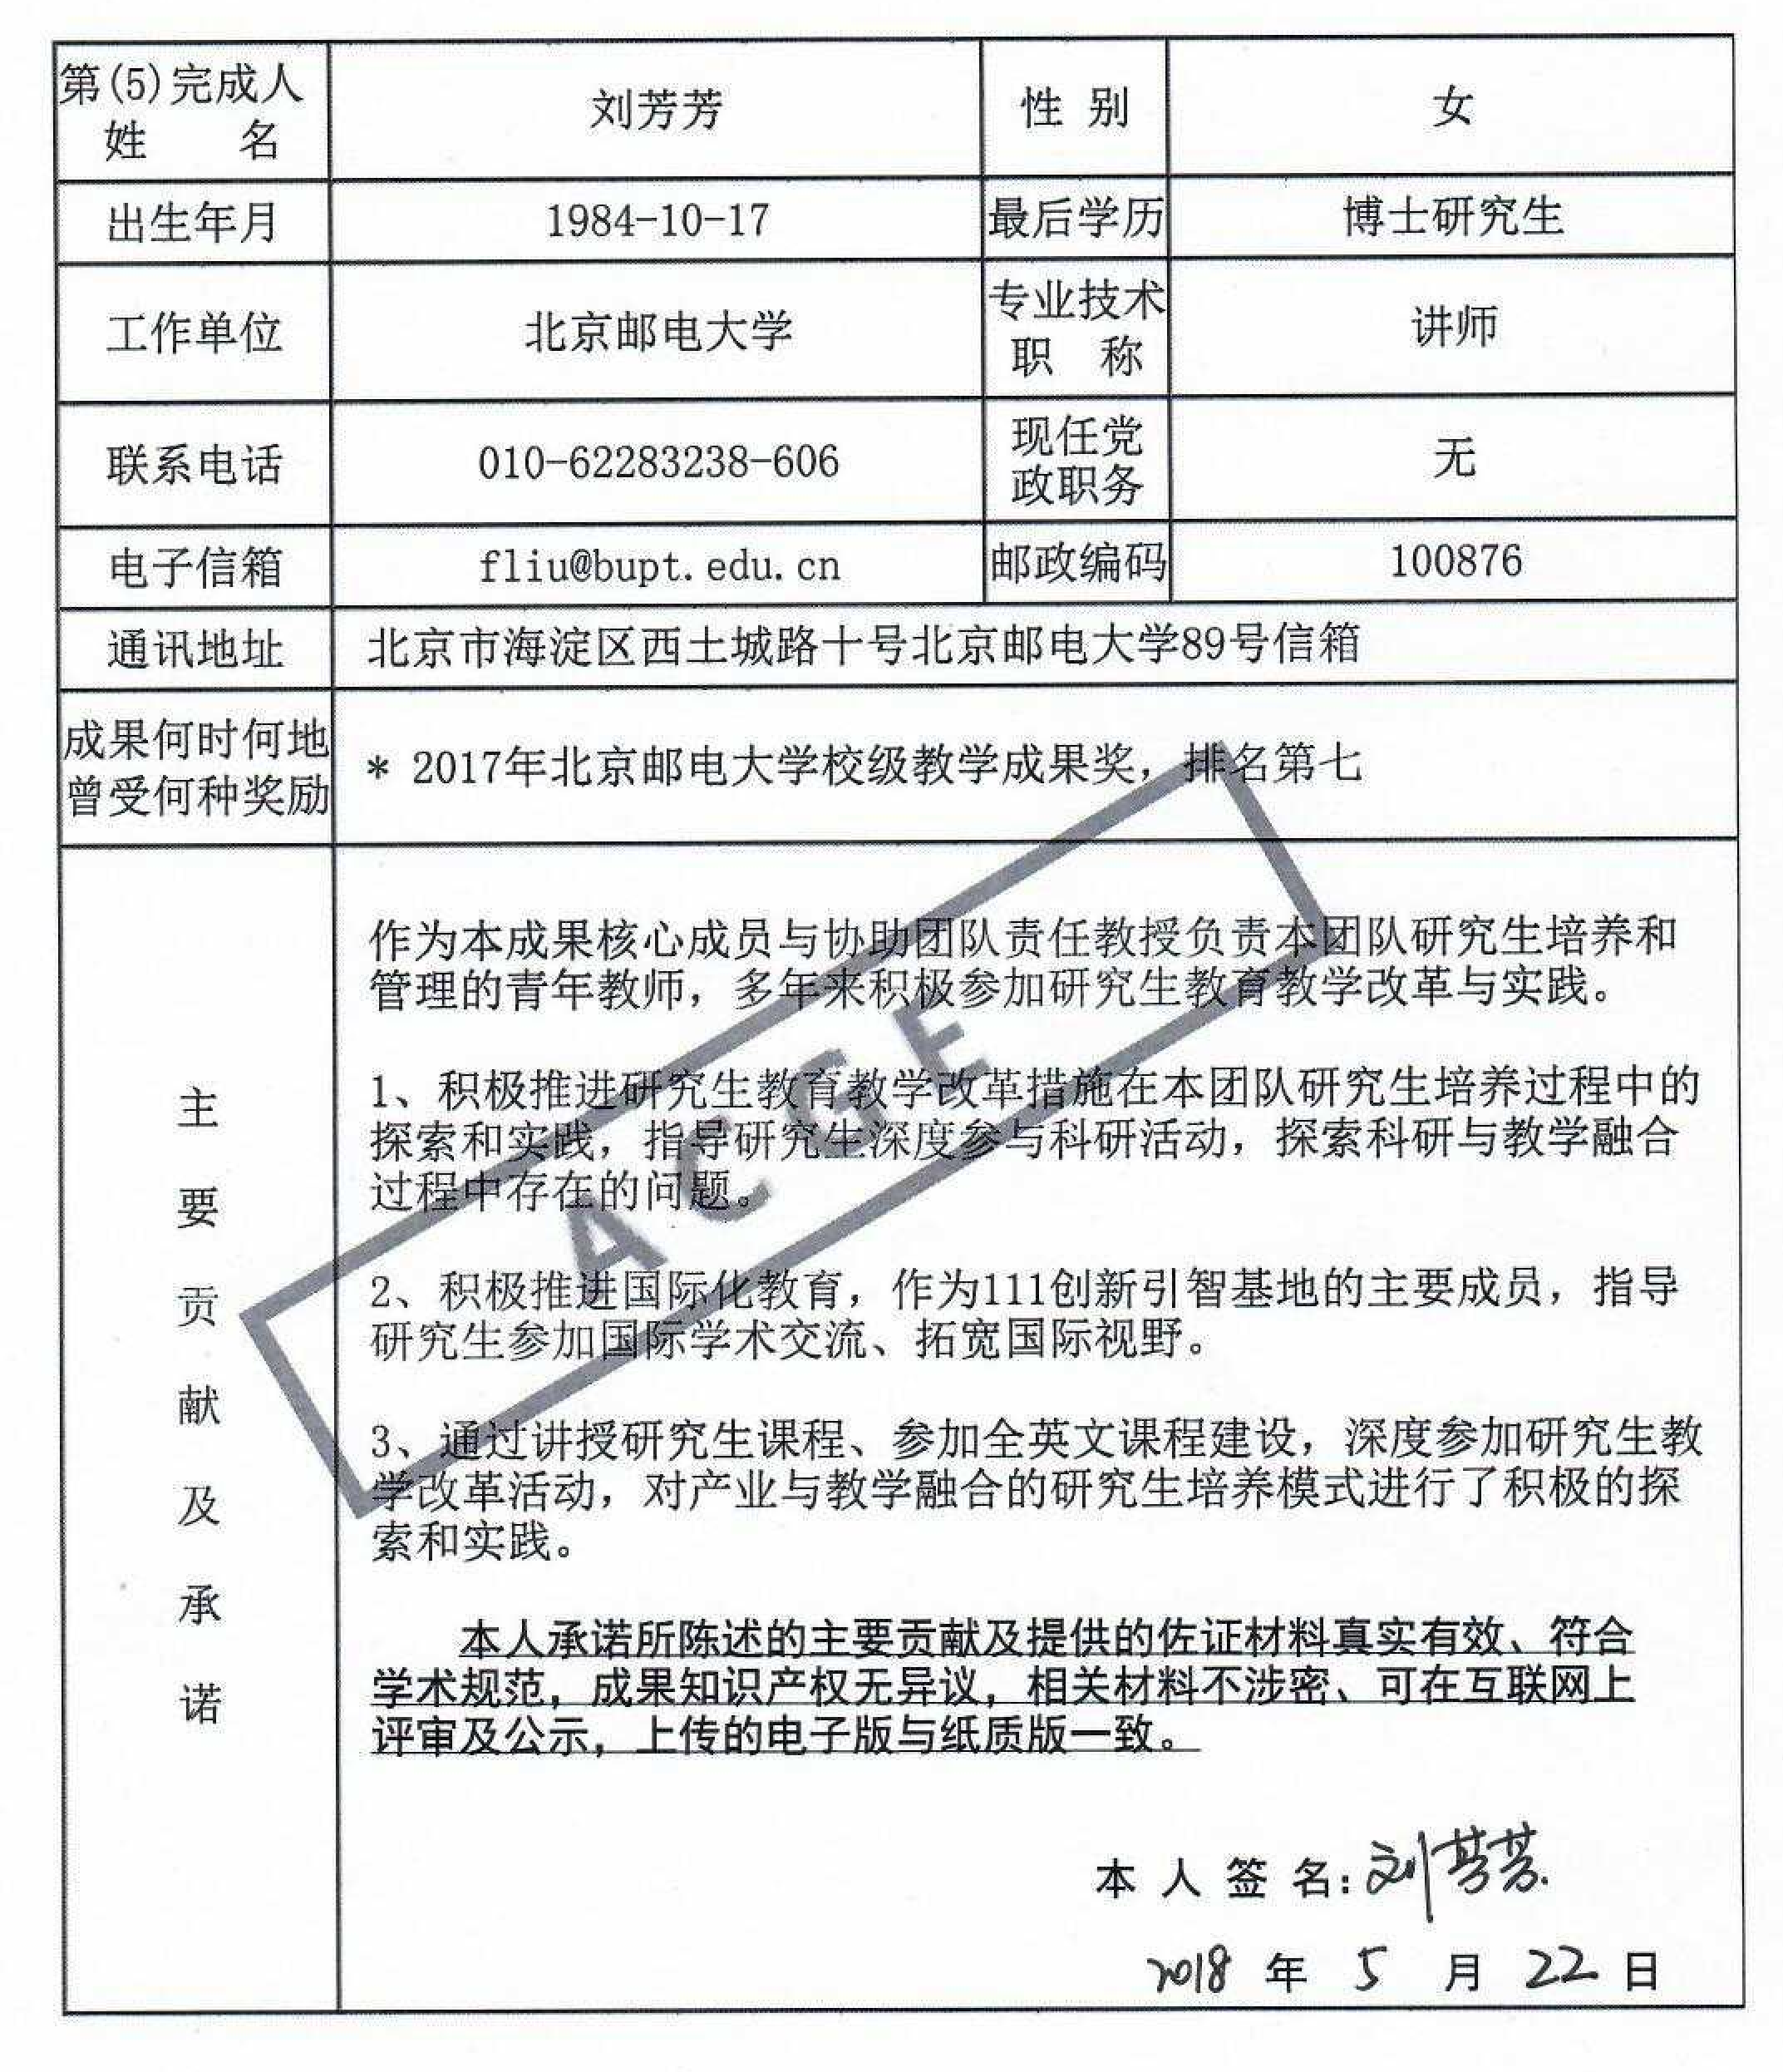 第(5)完成人
姓 名
刘芳芳
性 别
女
出生年月
1984-10-17
最后学历
博士研究生
工作单位
北京邮电大学
专业技术
职 称
讲师
联系电话
010-62283238-606
现任党
政职务
无
电子信箱
fliu@bupt.edu.cn
邮政编码
100876
通讯地址
北京市海淀区西土城路十号北京邮电大学89号信箱
成果何时何地
曾受何种奖励
* 2017年北京邮电大学校级教学成果奖，排名第七
主
要
贡
献
及
承
诺
作为本成果核心成员与协助团队责任教授负责本团队研究生培养和
管理的青年教师，多年来积极参加研究生教育教学改革与实践。
1、积极推进研究生教育教学改革措施在本团队研究生培养过程中的
探索和实践，指导研究生深度参与科研活动，探索科研与教学融合
过程中存在的问题。
2、积极推进国际化教育，作为111创新引智基地的主要成员，指导
研究生参加国际学术交流、拓宽国际视野。
3、通过讲授研究生课程、参加全英文课程建设，深度参加研究生教
学改革活动，对产业与教学融合的研究生培养模式进行了积极的探
索和实践。
本人承诺所陈述的主要贡献及提供的佐证材料真实有效、符合
学术规范，成果知识产权无异议，相关材料不涉密、可在互联网上
评审及公示，上传的电子版与纸质版一致。
本 人 签 名：刘芳芳
2018 年 5 月 22 日
ACGE